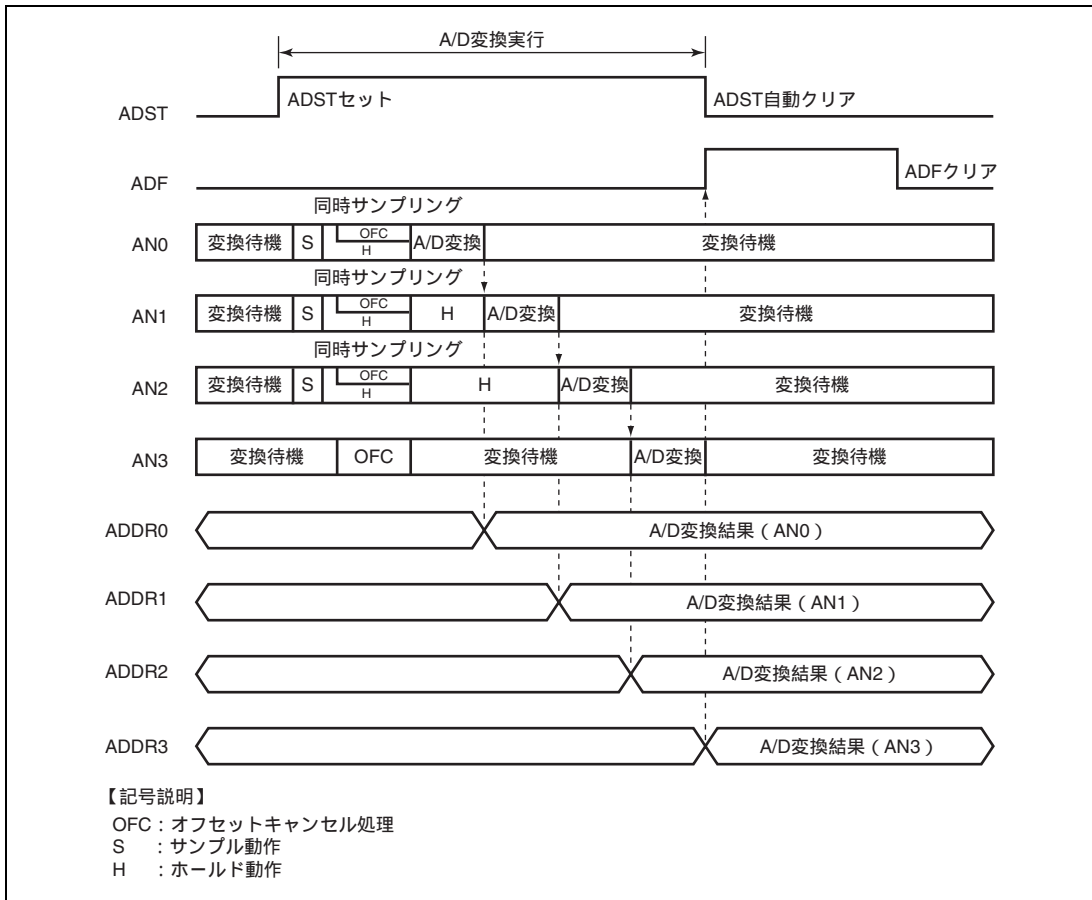 A/D変換実行
ADST ADSTセット ADST自動クリア
ADF ADFクリア
同時サンプリング
AN0 変換待機 S OFC H A/D変換 変換待機
同時サンプリング
AN1 変換待機 S OFC H H A/D変換 変換待機
同時サンプリング
AN2 変換待機 S OFC H H A/D変換 変換待機
AN3 変換待機 OFC 変換待機 A/D変換 変換待機
ADDR0 A/D変換結果（AN0）
ADDR1 A/D変換結果（AN1）
ADDR2 A/D変換結果（AN2）
ADDR3 A/D変換結果（AN3）
【記号説明】
OFC：オフセットキャンセル処理
S ：サンプル動作
H ：ホールド動作